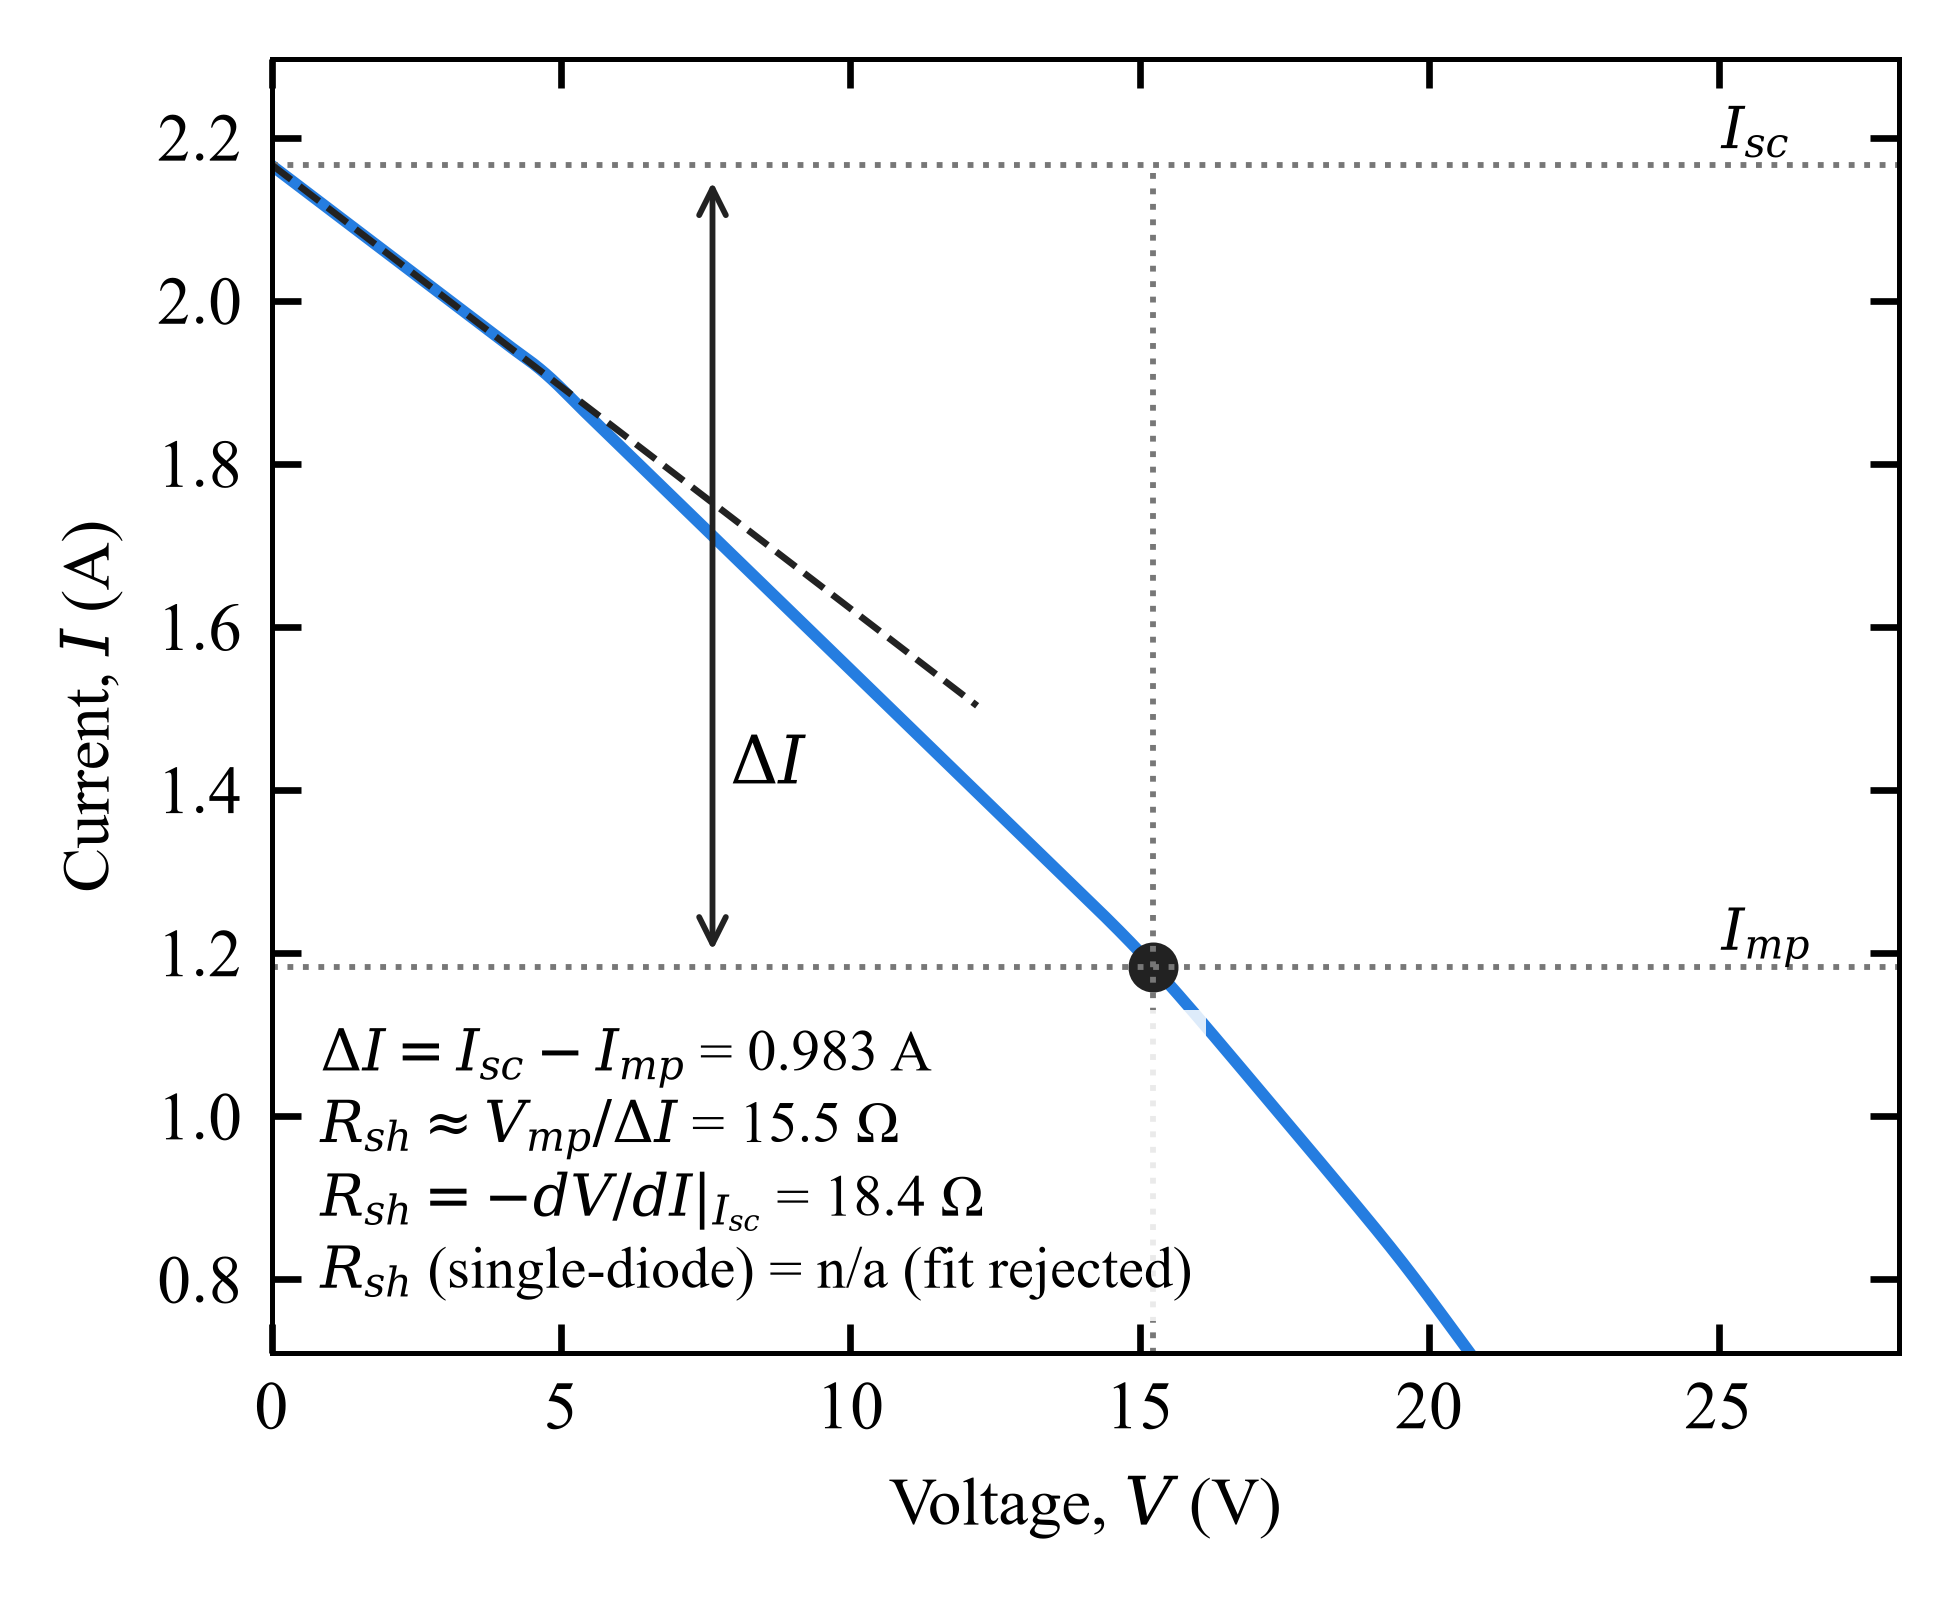 2.2
2.0
1.8
1.6
1.4
1.2
1.0
0.8
Current, I (A)
I_sc
ΔI
I_mp
ΔI = I_sc − I_mp = 0.983 A
R_sh ≈ V_mp/ΔI = 15.5 Ω
R_sh = −dV/dI|_I_sc = 18.4 Ω
R_sh (single-diode) = n/a (fit rejected)
0 5 10 15 20 25
Voltage, V (V)